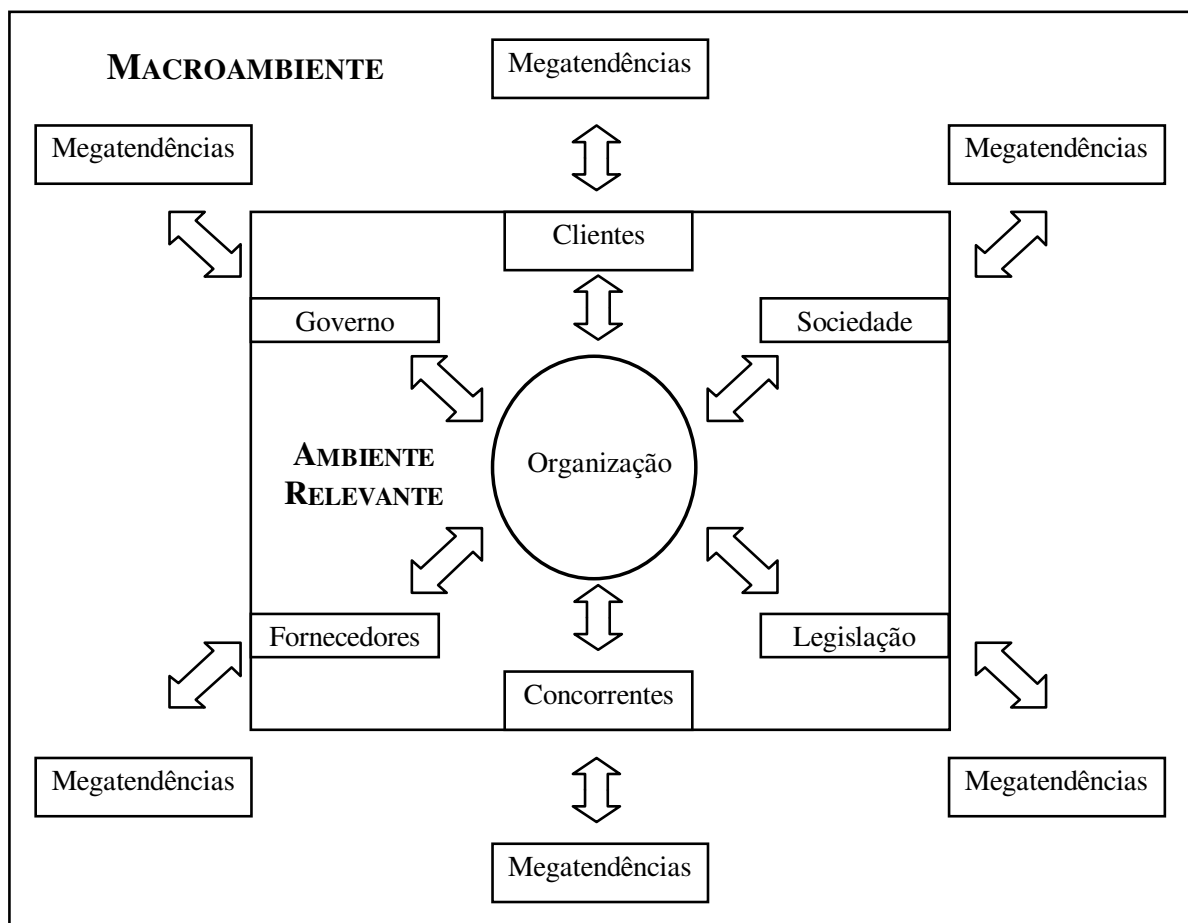 MACROAMBIENTE
Megatendências
Megatendências
Megatendências
Clientes
Governo
Sociedade
AMBIENTE
RELEVANTE
Organização
Fornecedores
Legislação
Concorrentes
Megatendências
Megatendências
Megatendências